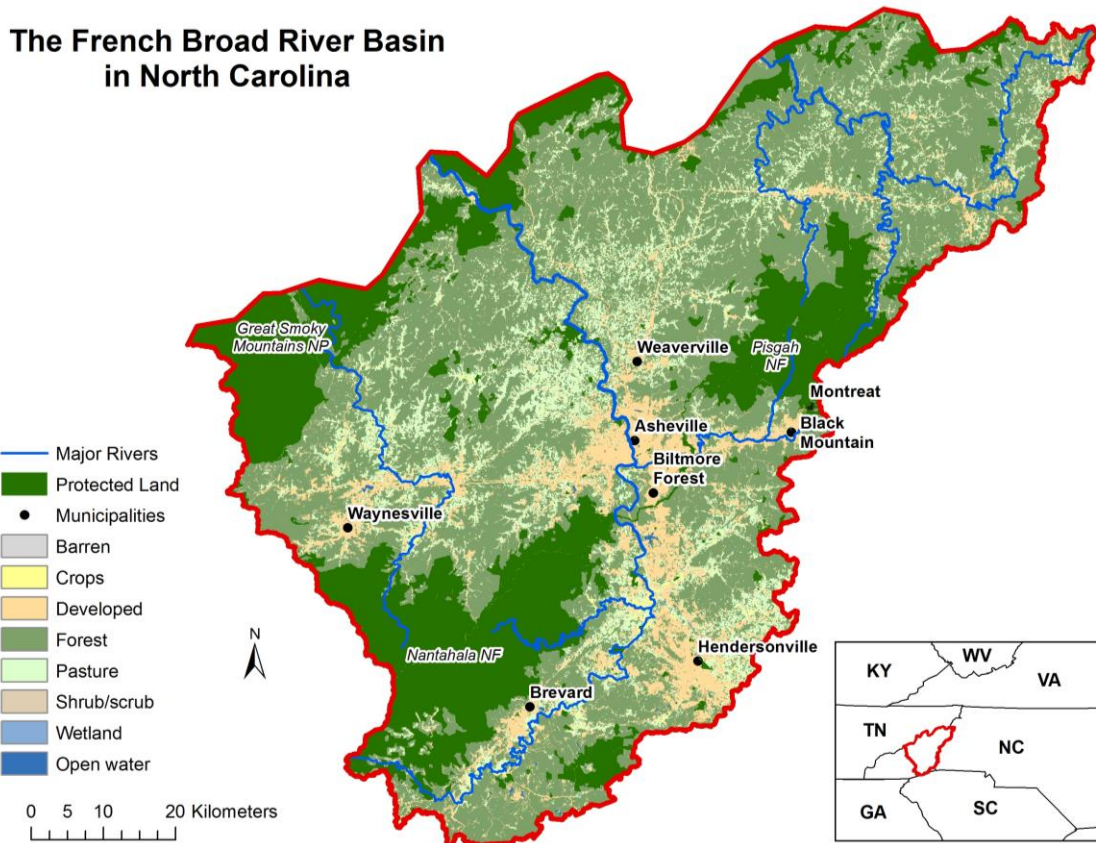 The French Broad River Basin
in North Carolina
Great Smoky
Mountains NP
Weaverville
Pisgah
NF
Montreat
Asheville
Black
Mountain
Biltmore
Forest
Waynesville
Nantahala NF
Hendersonville
Brevard
Major Rivers
Protected Land
Municipalities
Barren
Crops
Developed
Forest
Pasture
Shrub/scrub
Wetland
Open water
N
0 5 10 20 Kilometers
KY
WV
VA
TN
NC
GA
SC